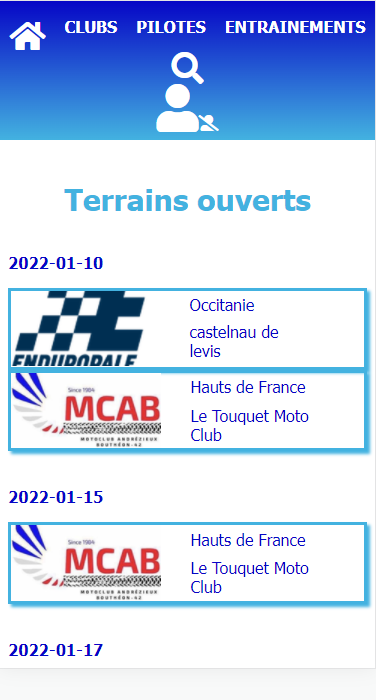 CLUBS PILOTES ENTRAINEMENTS
Terrains ouverts
2022-01-10
ENDUROPALE
Occitanie
castelnau de
levis
Since 1984
MCAB
MOTOCLUB ANDRÉZIEUX
BOUTHÉON-42
Hauts de France
Le Touquet Moto
Club
2022-01-15
Since 1984
MCAB
MOTOCLUB ANDRÉZIEUX
BOUTHÉON-42
Hauts de France
Le Touquet Moto
Club
2022-01-17